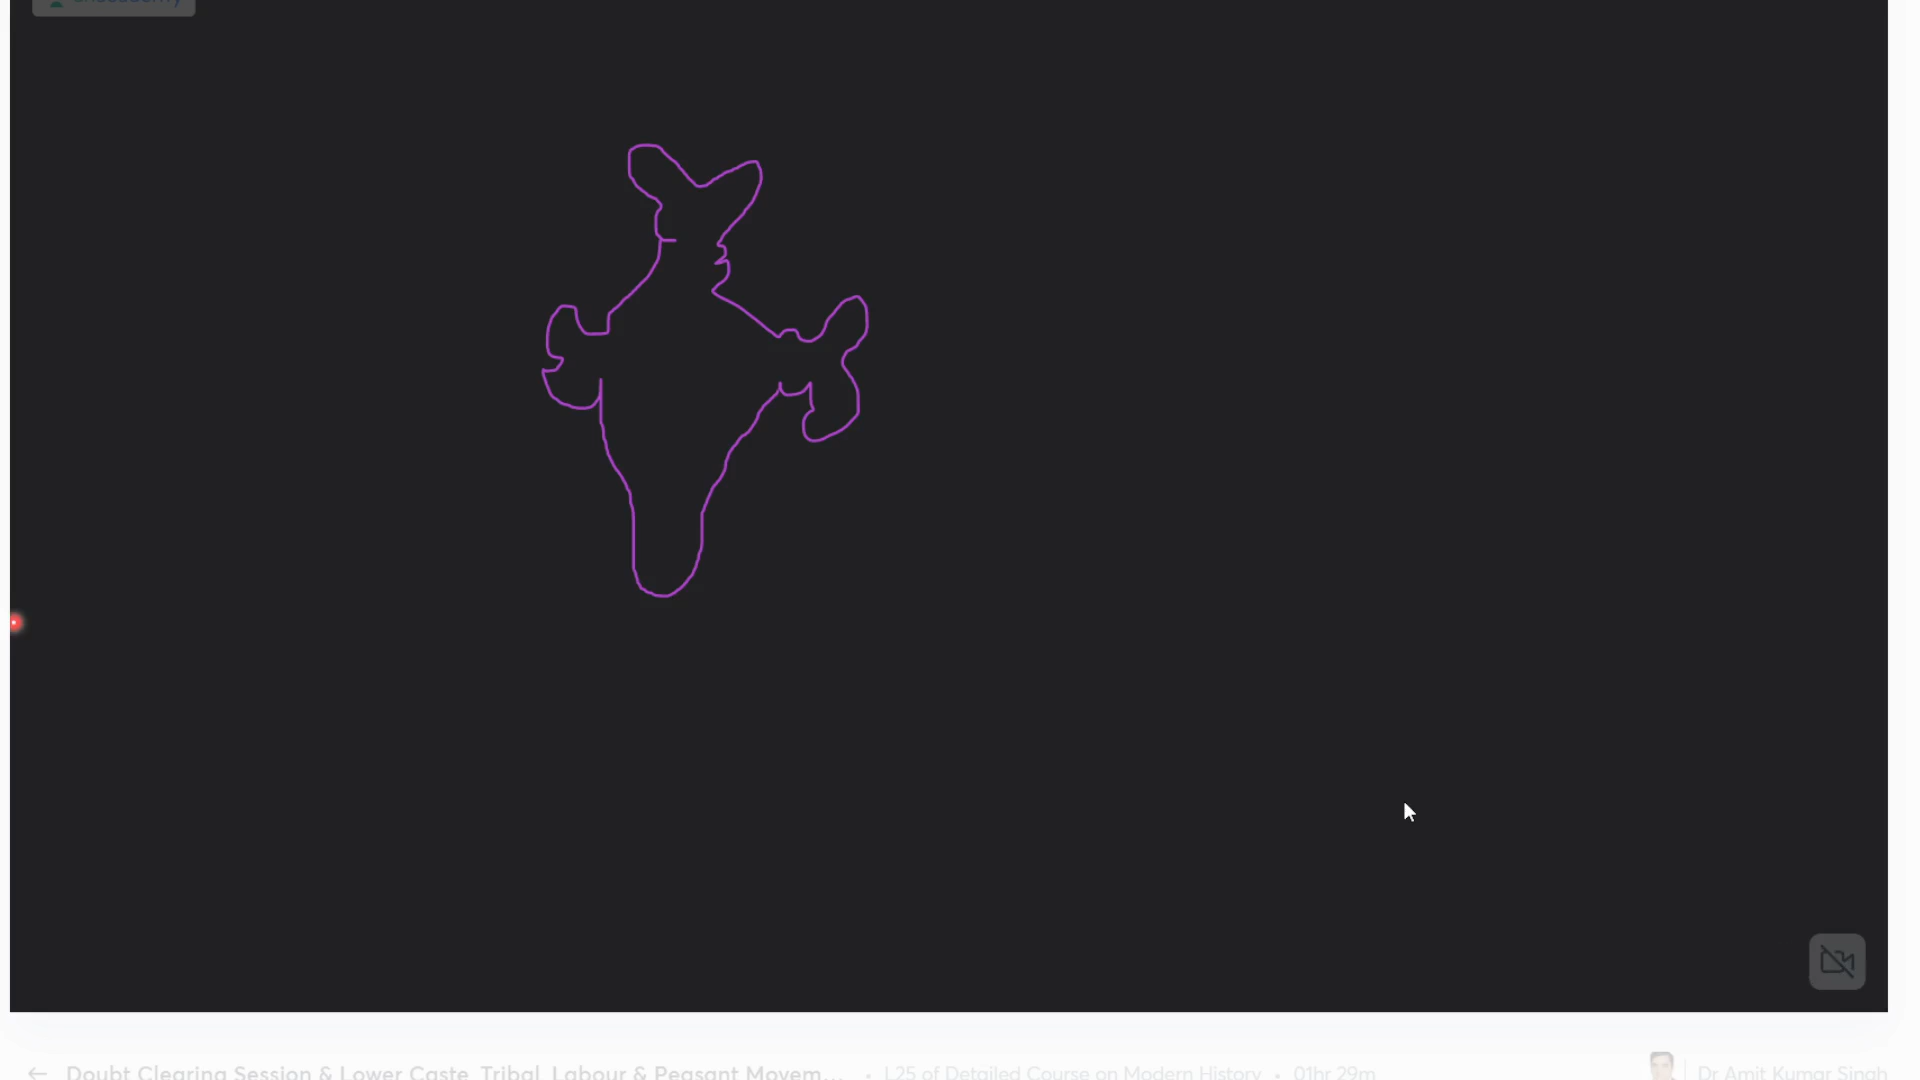 Doubt Clearing Session & Lower Caste, Tribal, Labour & Peasant Movem... • L25 of Detailed Course on Modern History • 01hr 29m
Dr Amit Kumar Singh